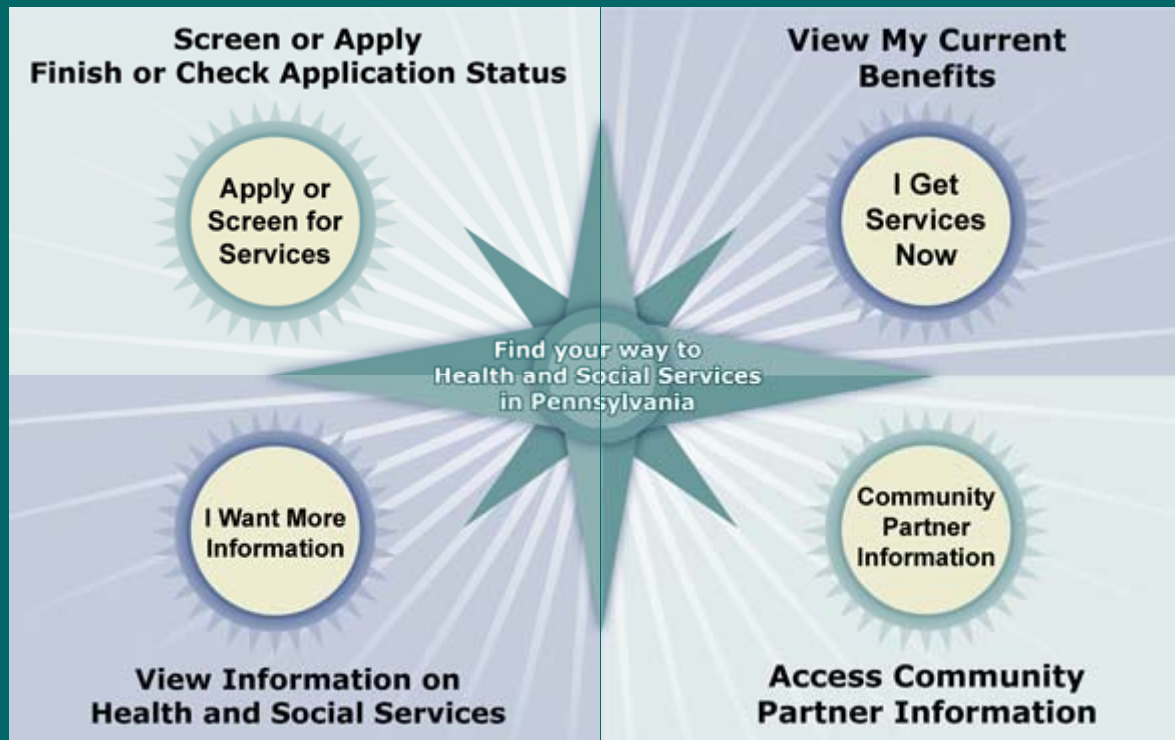 Screen or Apply
Finish or Check Application Status
Apply or
Screen for
Services
View My Current
Benefits
I Get
Services
Now
Find your way to
Health and Social Services
in Pennsylvania
I Want More
Information
View Information on
Health and Social Services
Community
Partner
Information
Access Community
Partner Information